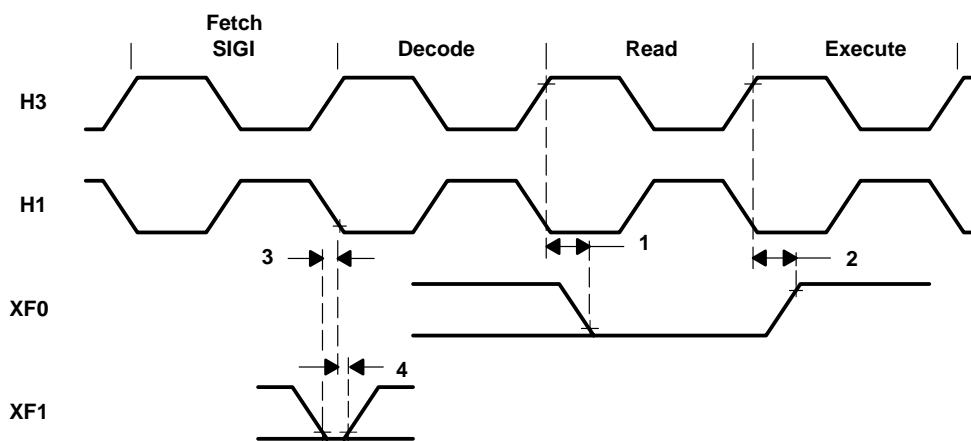 Fetch
SIGI
Decode
Read
Execute
H3
H1
3
1
2
XF0
4
XF1